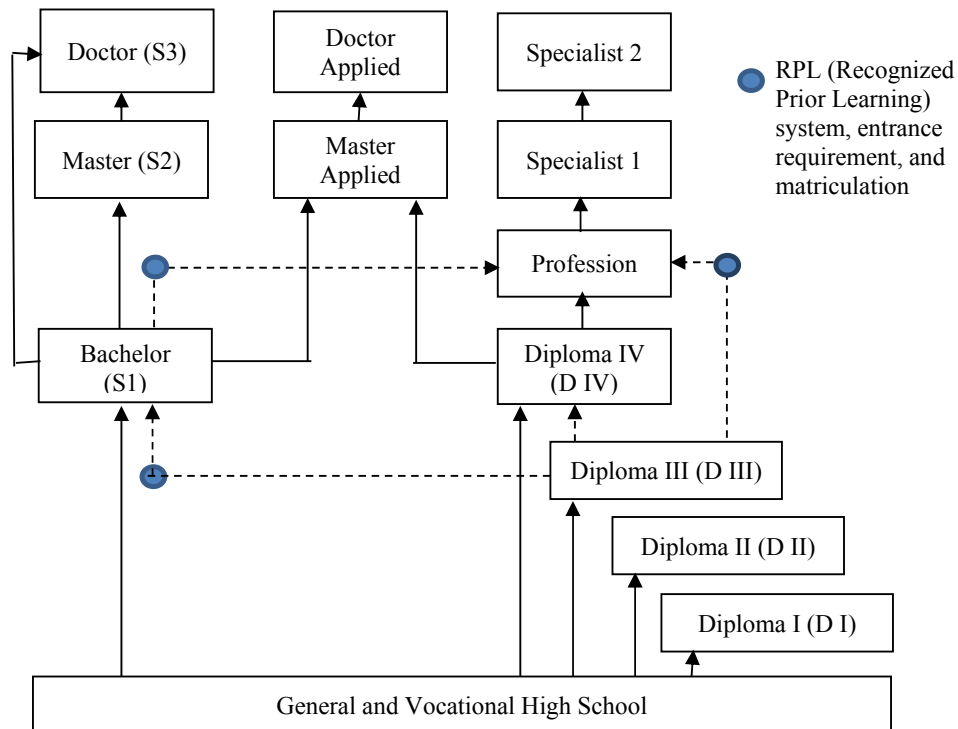 Doctor (S3)
Doctor
Applied
Specialist 2
RPL (Recognized
Prior Learning)
system, entrance
requirement, and
matriculation
Master (S2)
Master
Applied
Specialist 1
Profession
Bachelor
(S1)
Diploma IV
(D IV)
Diploma III (D III)
Diploma II (D II)
Diploma I (D I)
General and Vocational High School